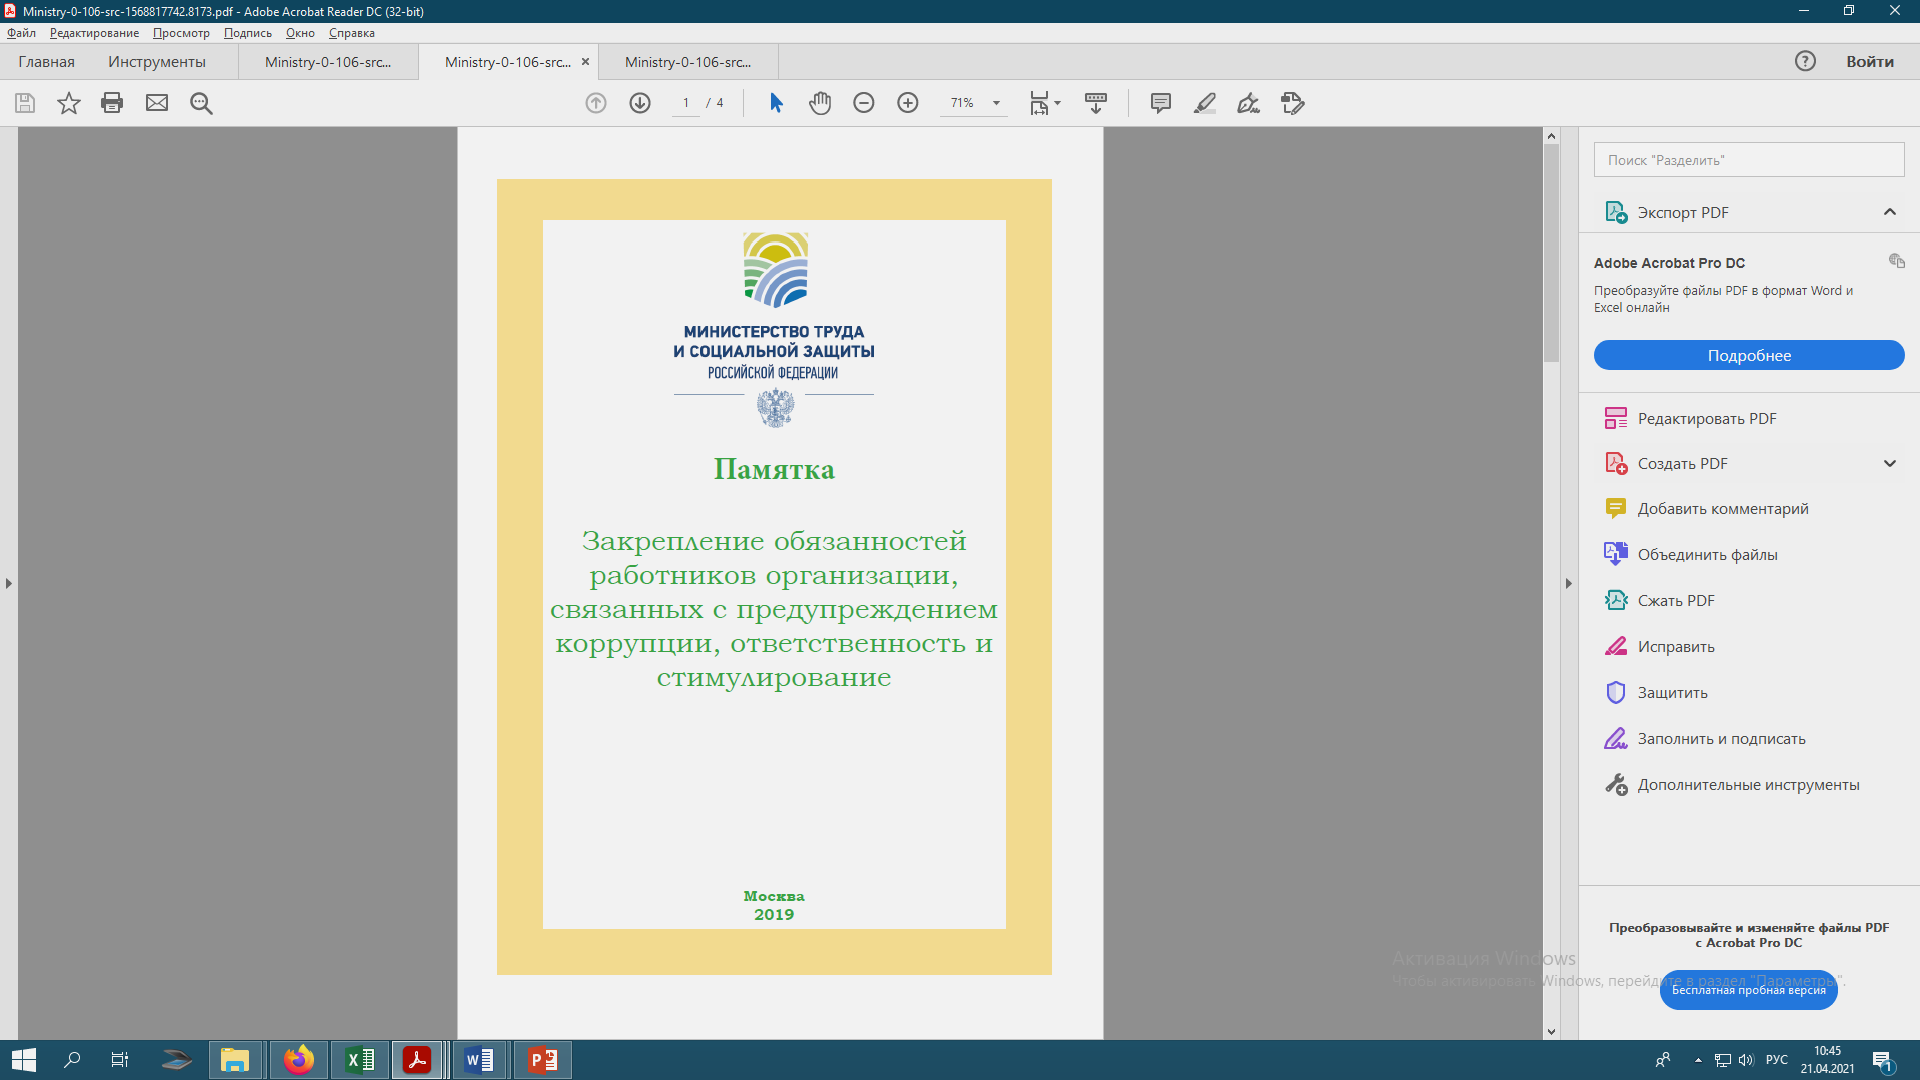 Ministry-0-106-src-1568817742.8173.pdf - Adobe Acrobat Reader DC (32-bit)
Файл Редактирование Просмотр Подпись Окно Справка
Главная Инструменты Ministry-0-106-src... Ministry-0-106-src... × Ministry-0-106-src... ? Войти
1 / 4 71%
МИНИСТЕРСТВО ТРУДА
И СОЦИАЛЬНОЙ ЗАЩИТЫ
РОССИЙСКОЙ ФЕДЕРАЦИИ
Памятка
Закрепление обязанностей
работников организации,
связанных с предупреждением
коррупции, ответственность и
стимулирование
Москва
2019
Поиск "Разделить"
Экспорт PDF
Adobe Acrobat Pro DC
Преобразуйте файлы PDF в формат Word и
Excel онлайн
Подробнее
Редактировать PDF
Создать PDF
Добавить комментарий
Объединить файлы
Сжать PDF
Исправить
Защитить
Заполнить и подписать
Дополнительные инструменты
Преобразовывайте и изменяйте файлы PDF
с Acrobat Pro DC
Бесплатная пробная версия
Активация Windows
Чтобы активировать Windows, перейдите в раздел "Параметры".
РУС
10:45
21.04.2021
1